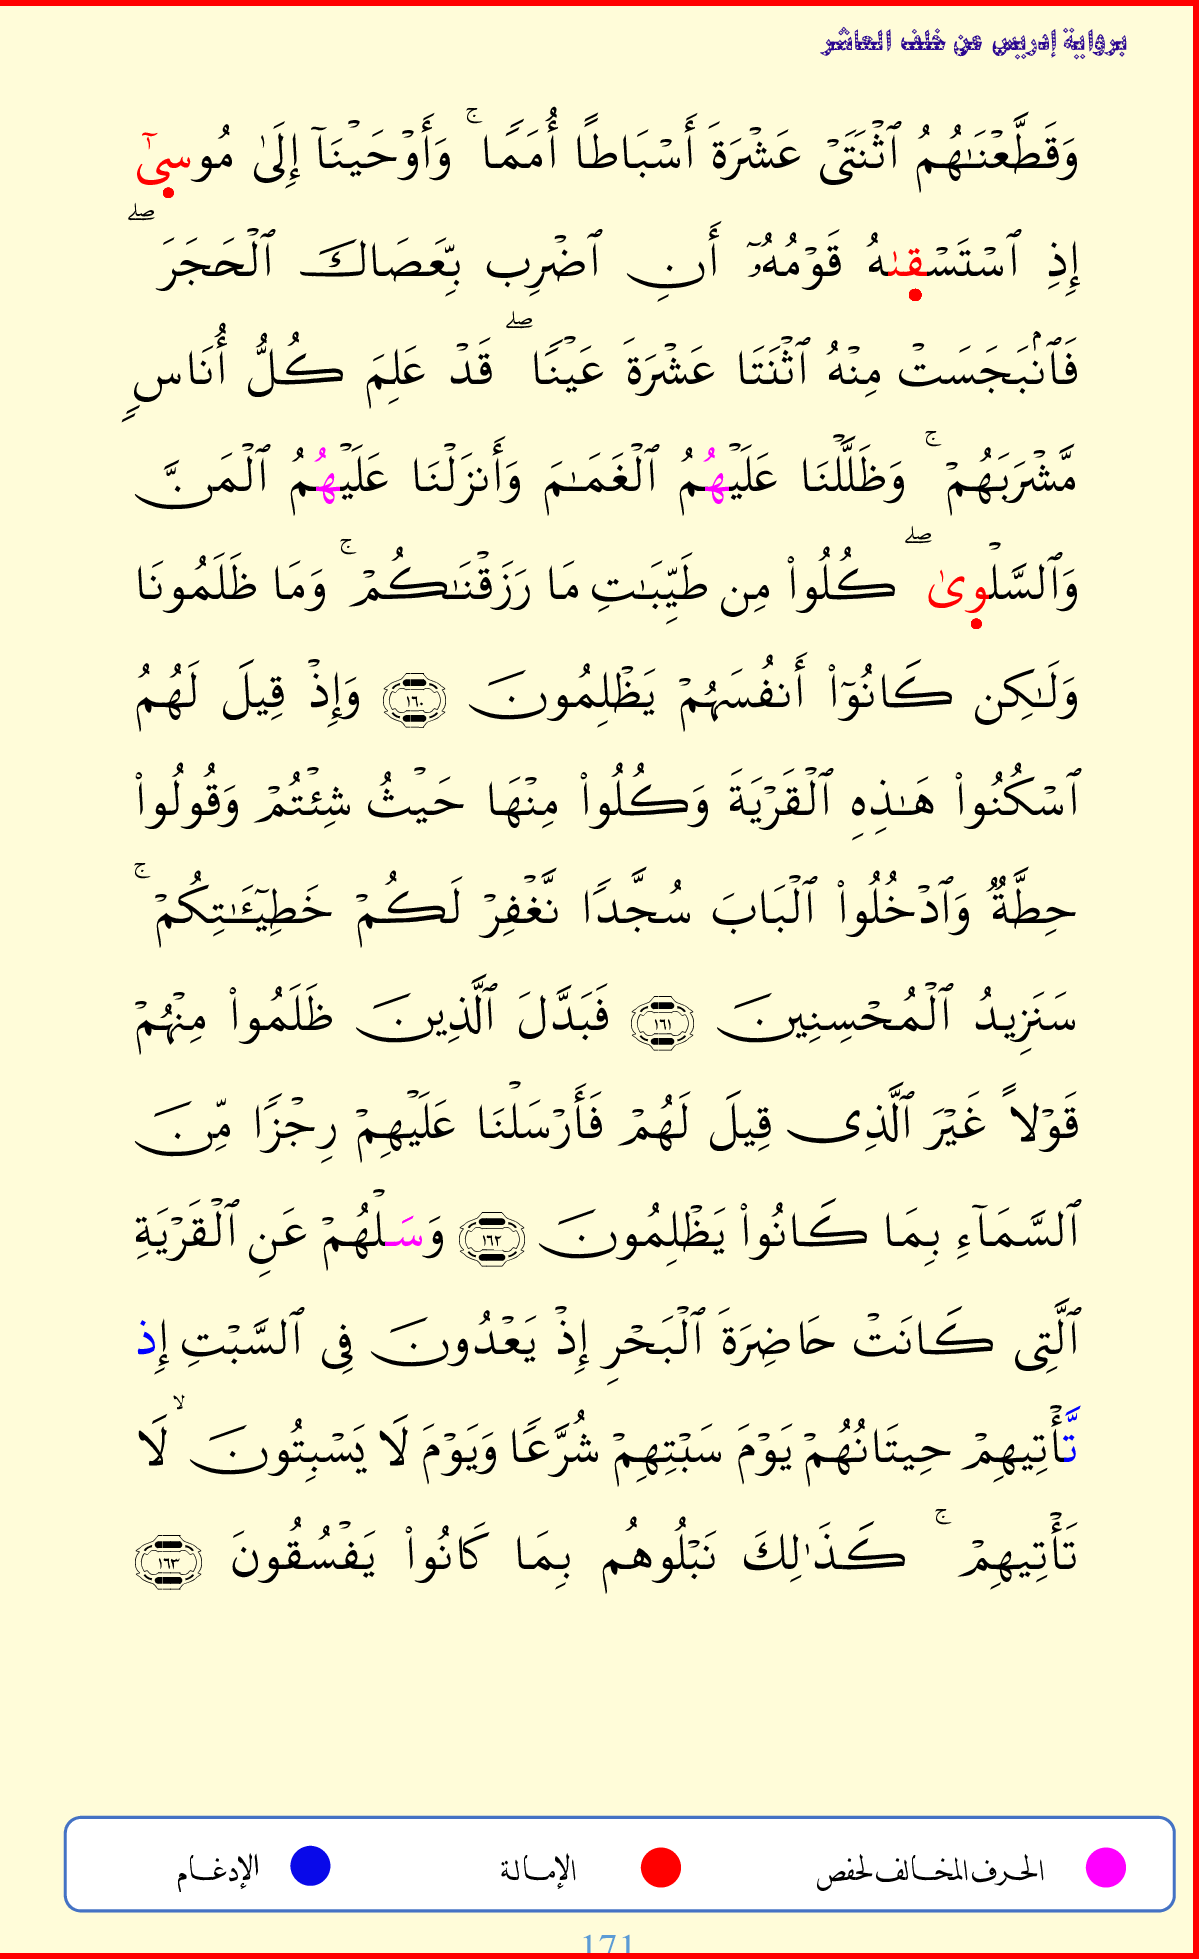 برواية إدريس عن خلف العاشر
وَقَطَّعْنَٰهُمُ ٱثْنَتَىْ عَشْرَةَ أَسْبَاطًا أُمَمًا ۚ وَأَوْحَيْنَآ إِلَىٰ مُوسِىٰٓ
إِذِ ٱسْتَسْقِىٰهُ قَوْمُهُۥٓ أَنِ ٱضْرِب بِّعَصَاكَ ٱلْحَجَرَ ۖ
فَٱنۢبَجَسَتْ مِنْهُ ٱثْنَتَا عَشْرَةَ عَيْنًا ۖ قَدْ عَلِمَ كُلُّ أُنَاسٍ
مَّشْرَبَهُمْ ۚ وَظَلَّلْنَا عَلَيْهُمُ ٱلْغَمَٰمَ وَأَنزَلْنَا عَلَيْهُمُ ٱلْمَنَّ
وَٱلسَّلْوِىٰ ۖ كُلُوا۟ مِن طَيِّبَٰتِ مَا رَزَقْنَٰكُمْ ۚ وَمَا ظَلَمُونَا
وَلَٰكِن كَانُوٓا۟ أَنفُسَهُمْ يَظْلِمُونَ ١٦٠ وَإِذْ قِيلَ لَهُمُ
ٱسْكُنُوا۟ هَٰذِهِ ٱلْقَرْيَةَ وَكُلُوا۟ مِنْهَا حَيْثُ شِئْتُمْ وَقُولُوا۟
حِطَّةٌ وَٱدْخُلُوا۟ ٱلْبَابَ سُجَّدًا نَّغْفِرْ لَكُمْ خَطِيٓـَٰٔتِكُمْ ۚ
سَنَزِيدُ ٱلْمُحْسِنِينَ ١٦١ فَبَدَّلَ ٱلَّذِينَ ظَلَمُوا۟ مِنْهُمْ
قَوْلًا غَيْرَ ٱلَّذِى قِيلَ لَهُمْ فَأَرْسَلْنَا عَلَيْهِمْ رِجْزًا مِّنَ
ٱلسَّمَآءِ بِمَا كَانُوا۟ يَظْلِمُونَ ١٦٢ وَسَلْهُمْ عَنِ ٱلْقَرْيَةِ
ٱلَّتِى كَانَتْ حَاضِرَةَ ٱلْبَحْرِ إِذْ يَعْدُونَ فِى ٱلسَّبْتِ إِذ
تَّأْتِيهِمْ حِيتَانُهُمْ يَوْمَ سَبْتِهِمْ شُرَّعًا وَيَوْمَ لَا يَسْبِتُونَ ۙ لَا
تَأْتِيهِمْ ۚ كَذَٰلِكَ نَبْلُوهُم بِمَا كَانُوا۟ يَفْسُقُونَ ١٦٣
الحرف المخالف لحفص الإمالة الإدغام
171